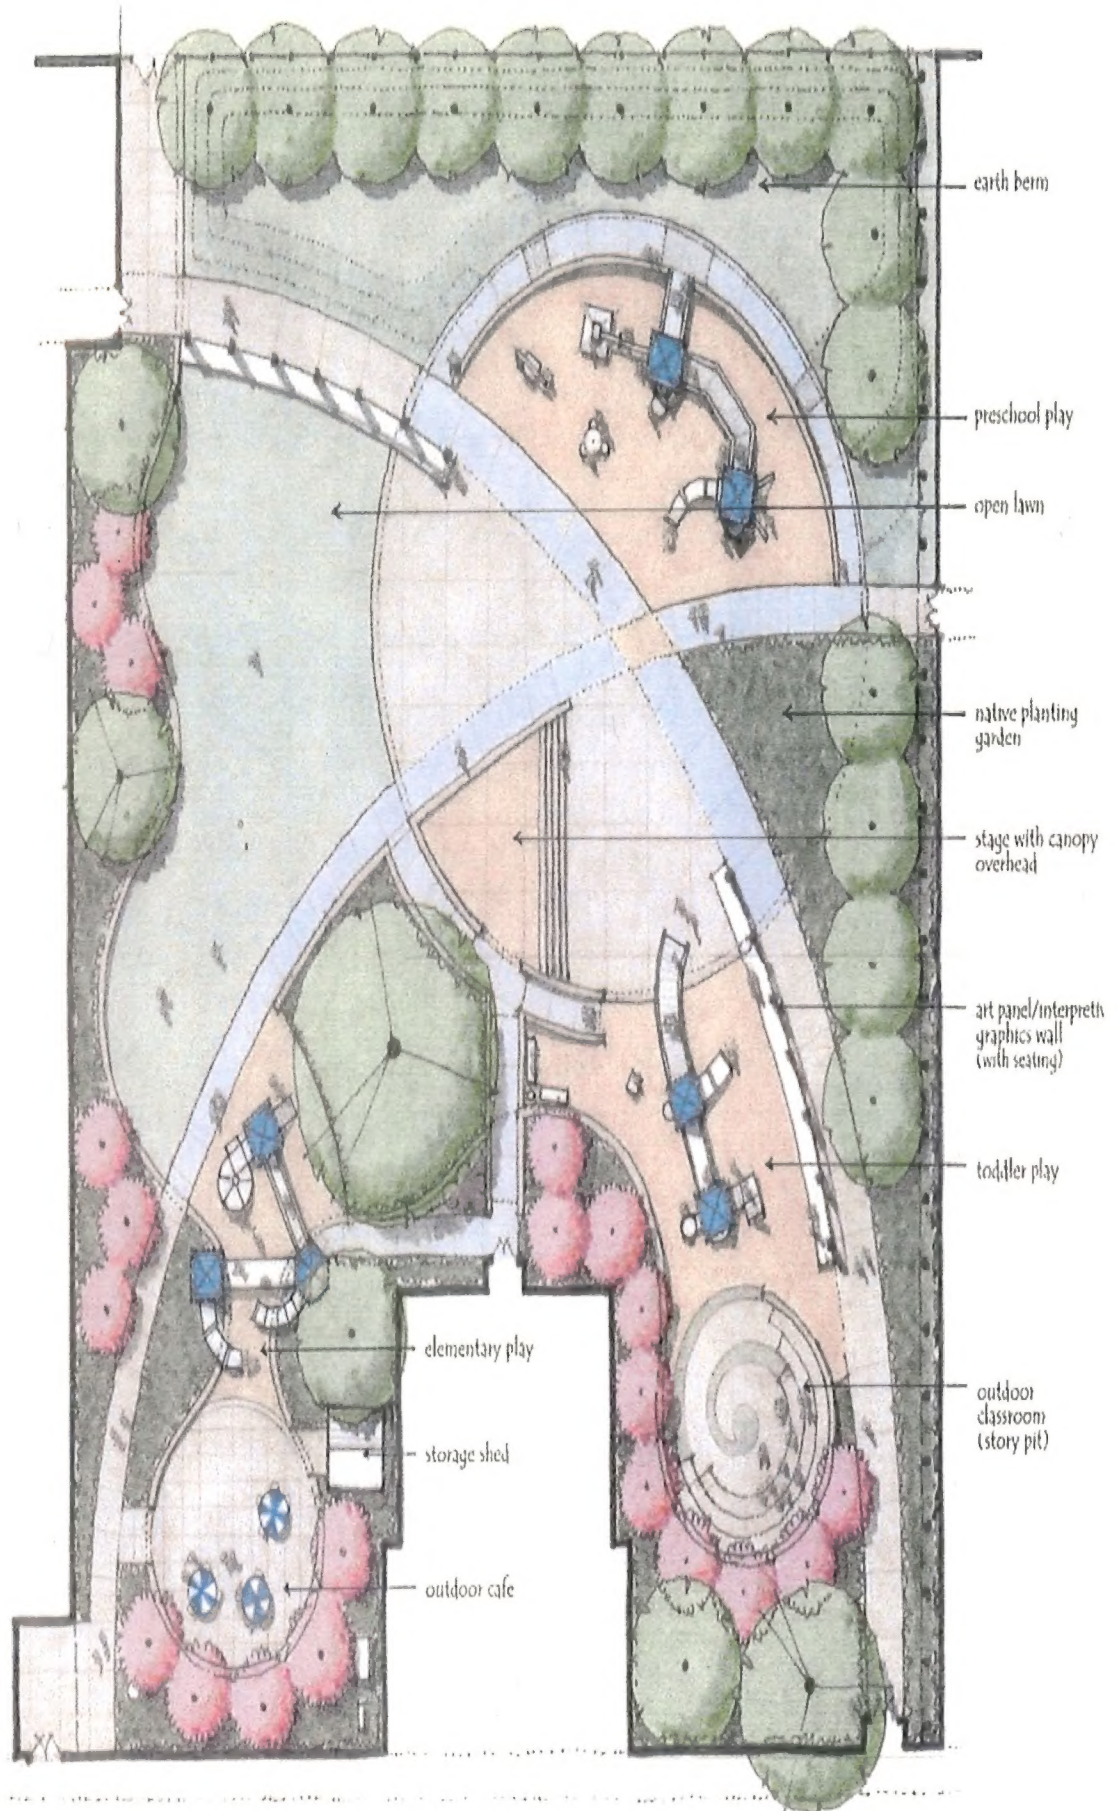 earth berm
preschool play
open lawn
native planting
garden
stage with canopy
overhead
art panel/interpretiv
graphics wall
(with seating)
toddler play
elementary play
outdoor
classroom
(story pit)
storage shed
outdoor cafe